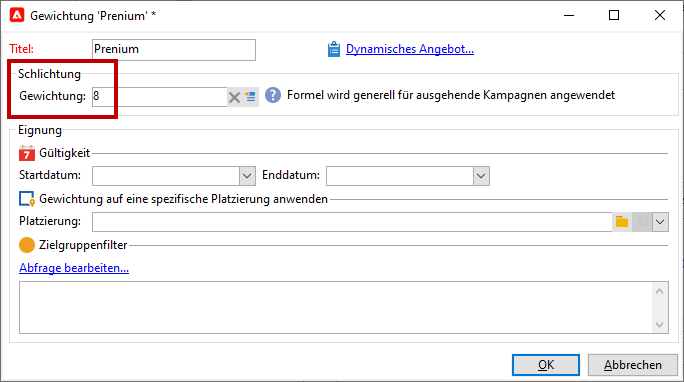 Gewichtung 'Prenium' *
Titel: Prenium Dynamisches Angebot...
Schlichtung
Gewichtung: 8 ? Formel wird generell für ausgehende Kampagnen angewendet
Eignung
7 Gültigkeit
Startdatum: Enddatum:
Gewichtung auf eine spezifische Platzierung anwenden
Platzierung:
Zielgruppenfilter
Abfrage bearbeiten...
OK Abbrechen